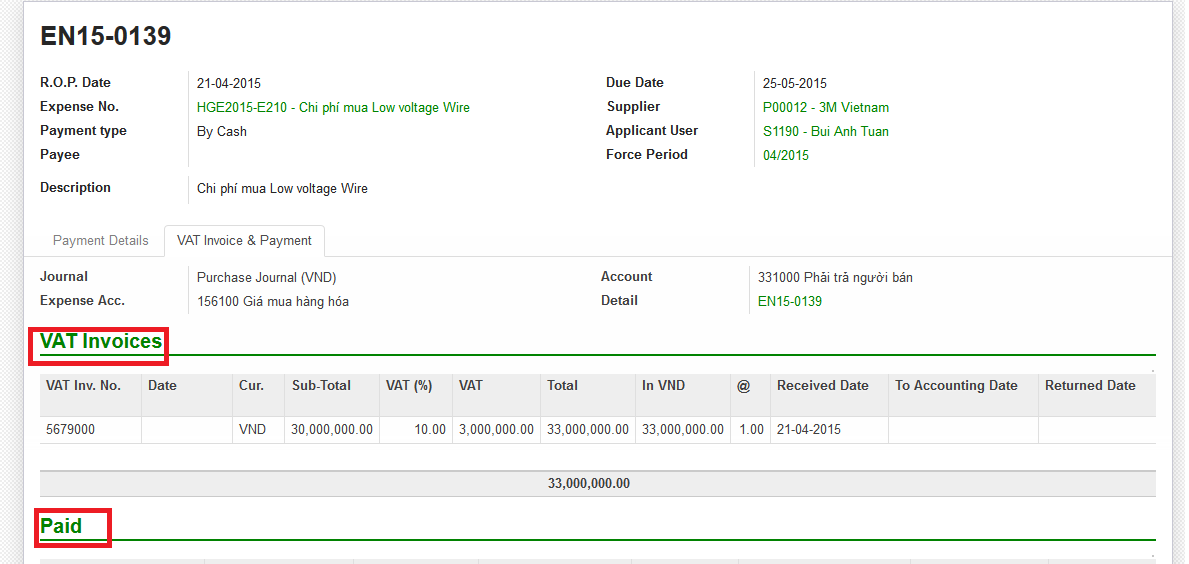 EN15-0139
R.O.P. Date 21-04-2015 Due Date 25-05-2015
Expense No. HGE2015-E210 - Chi phí mua Low voltage Wire Supplier P00012 - 3M Vietnam
Payment type By Cash Applicant User S1190 - Bui Anh Tuan
Payee Force Period 04/2015
Description Chi phí mua Low voltage Wire
Payment Details VAT Invoice & Payment
Journal Purchase Journal (VND) Account 331000 Phải trả người bán
Expense Acc. 156100 Giá mua hàng hóa Detail EN15-0139
VAT Invoices
VAT Inv. No. Date Cur. Sub-Total VAT (%) VAT Total In VND @ Received Date To Accounting Date Returned Date
5679000 VND 30,000,000.00 10.00 3,000,000.00 33,000,000.00 33,000,000.00 1.00 21-04-2015
33,000,000.00
Paid